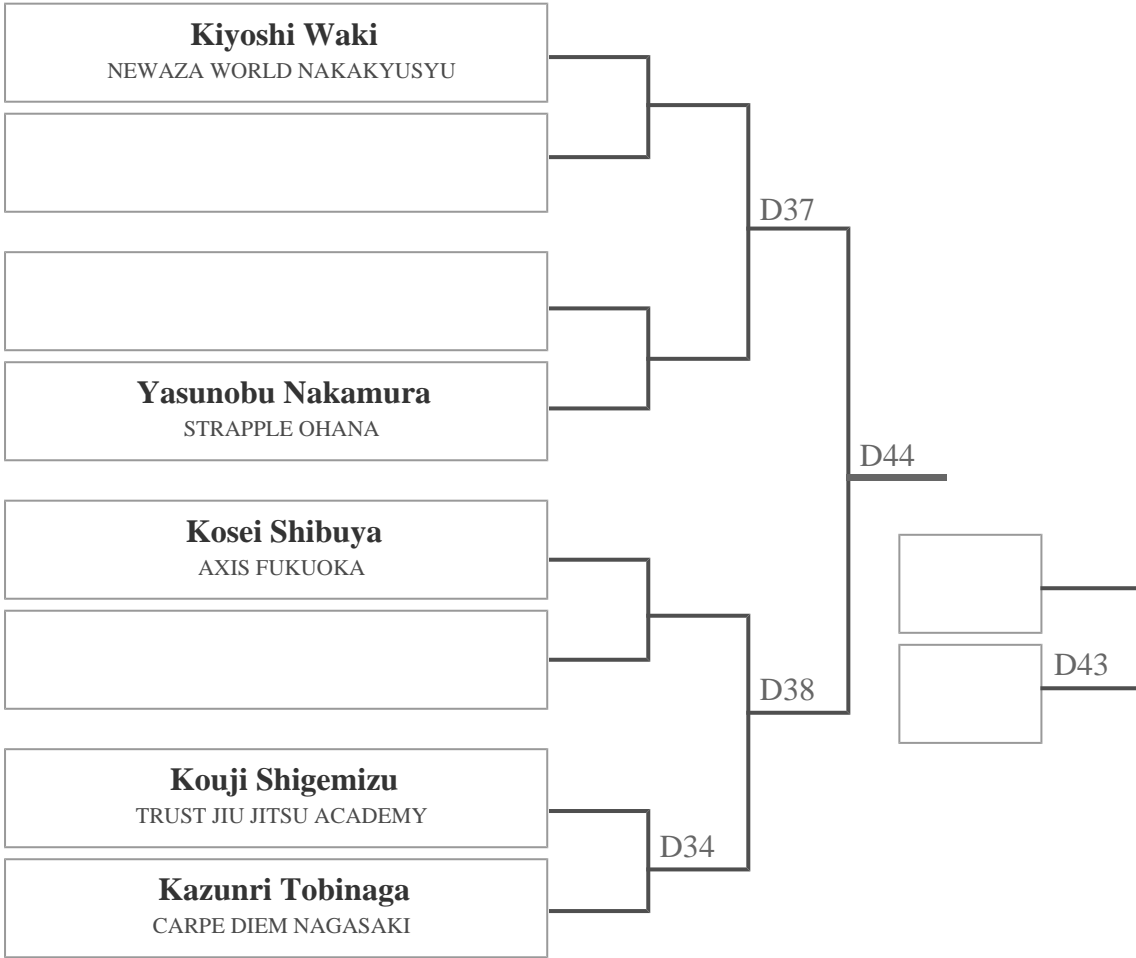 Kiyoshi Waki
NEWAZA WORLD NAKAKYUSYU
D37
Yasunobu Nakamura
STRAPPLE OHANA
D44
Kosei Shibuya
AXIS FUKUOKA
D43
D38
Kouji Shigemizu
TRUST JIU JITSU ACADEMY
D34
Kazunri Tobinaga
CARPE DIEM NAGASAKI